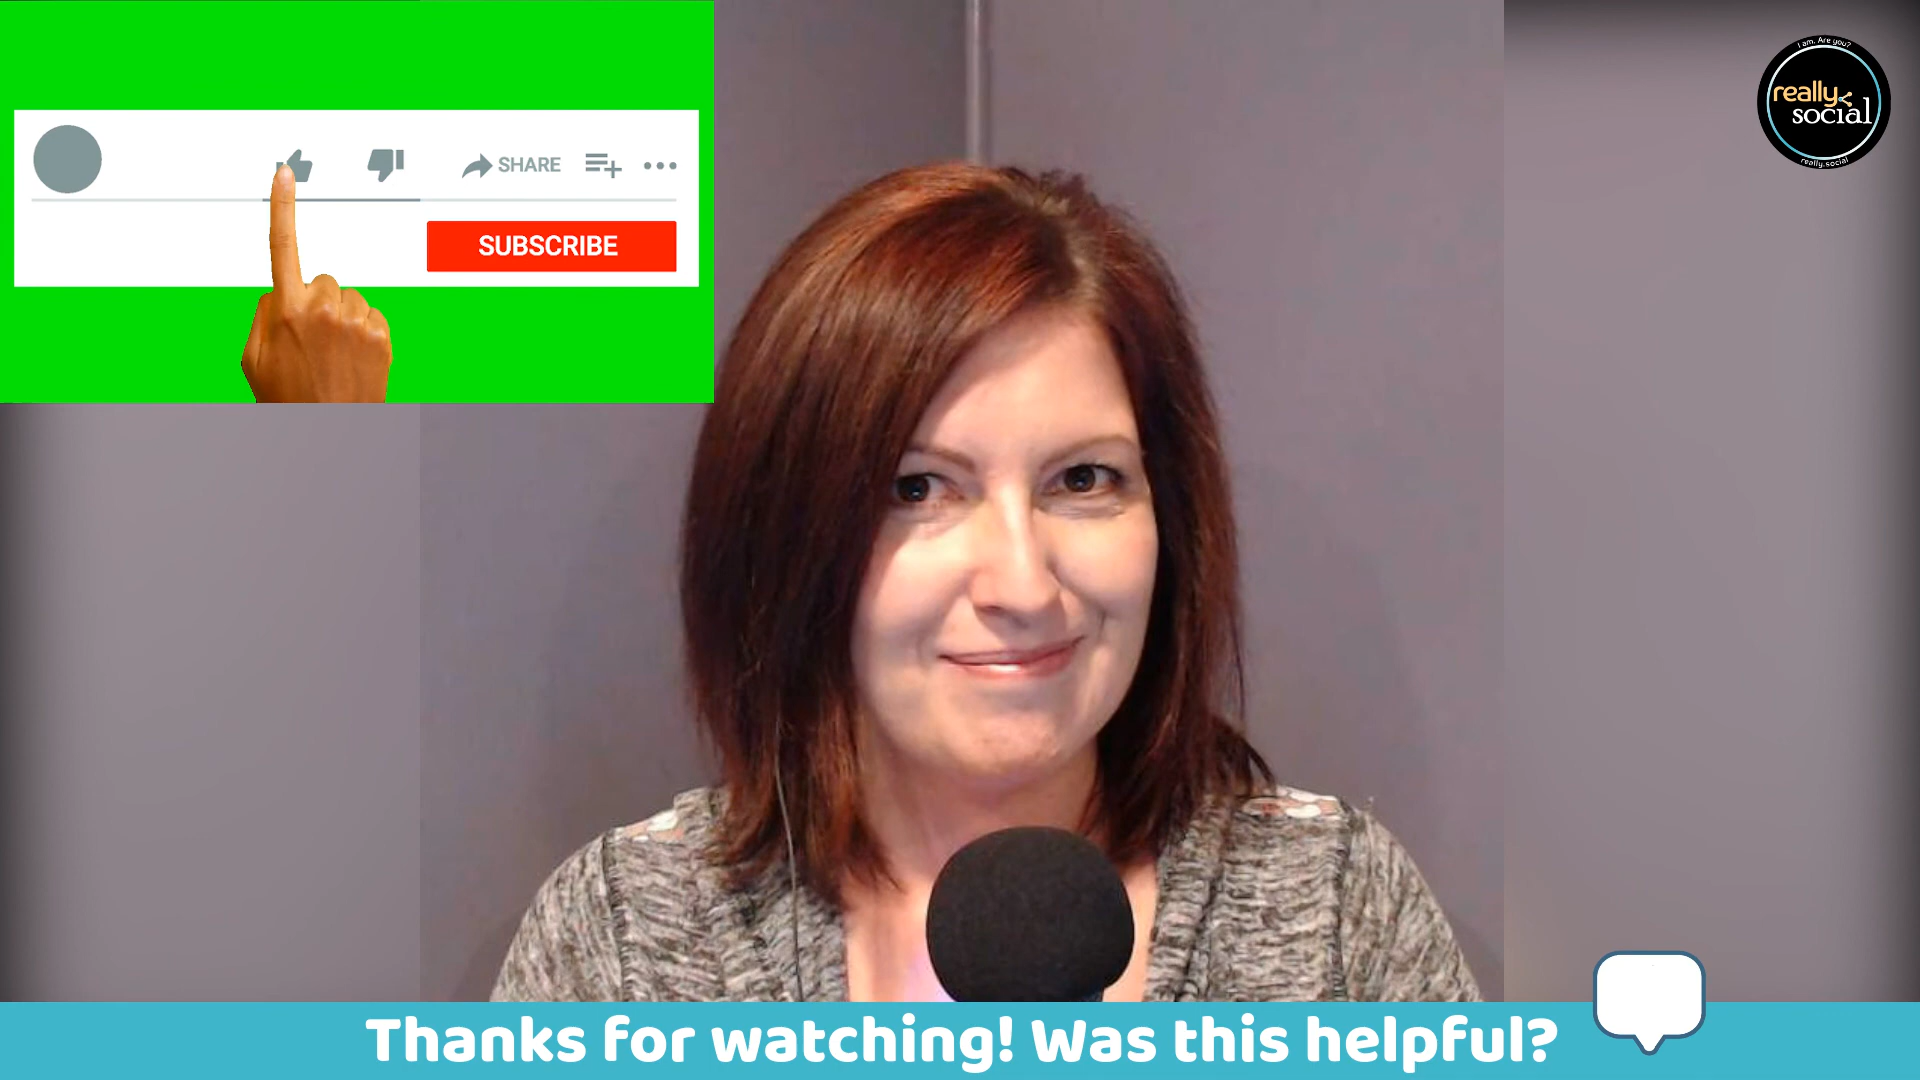 SHARE
SUBSCRIBE
I am. Are you?
really
social
really.social
Thanks for watching! Was this helpful?